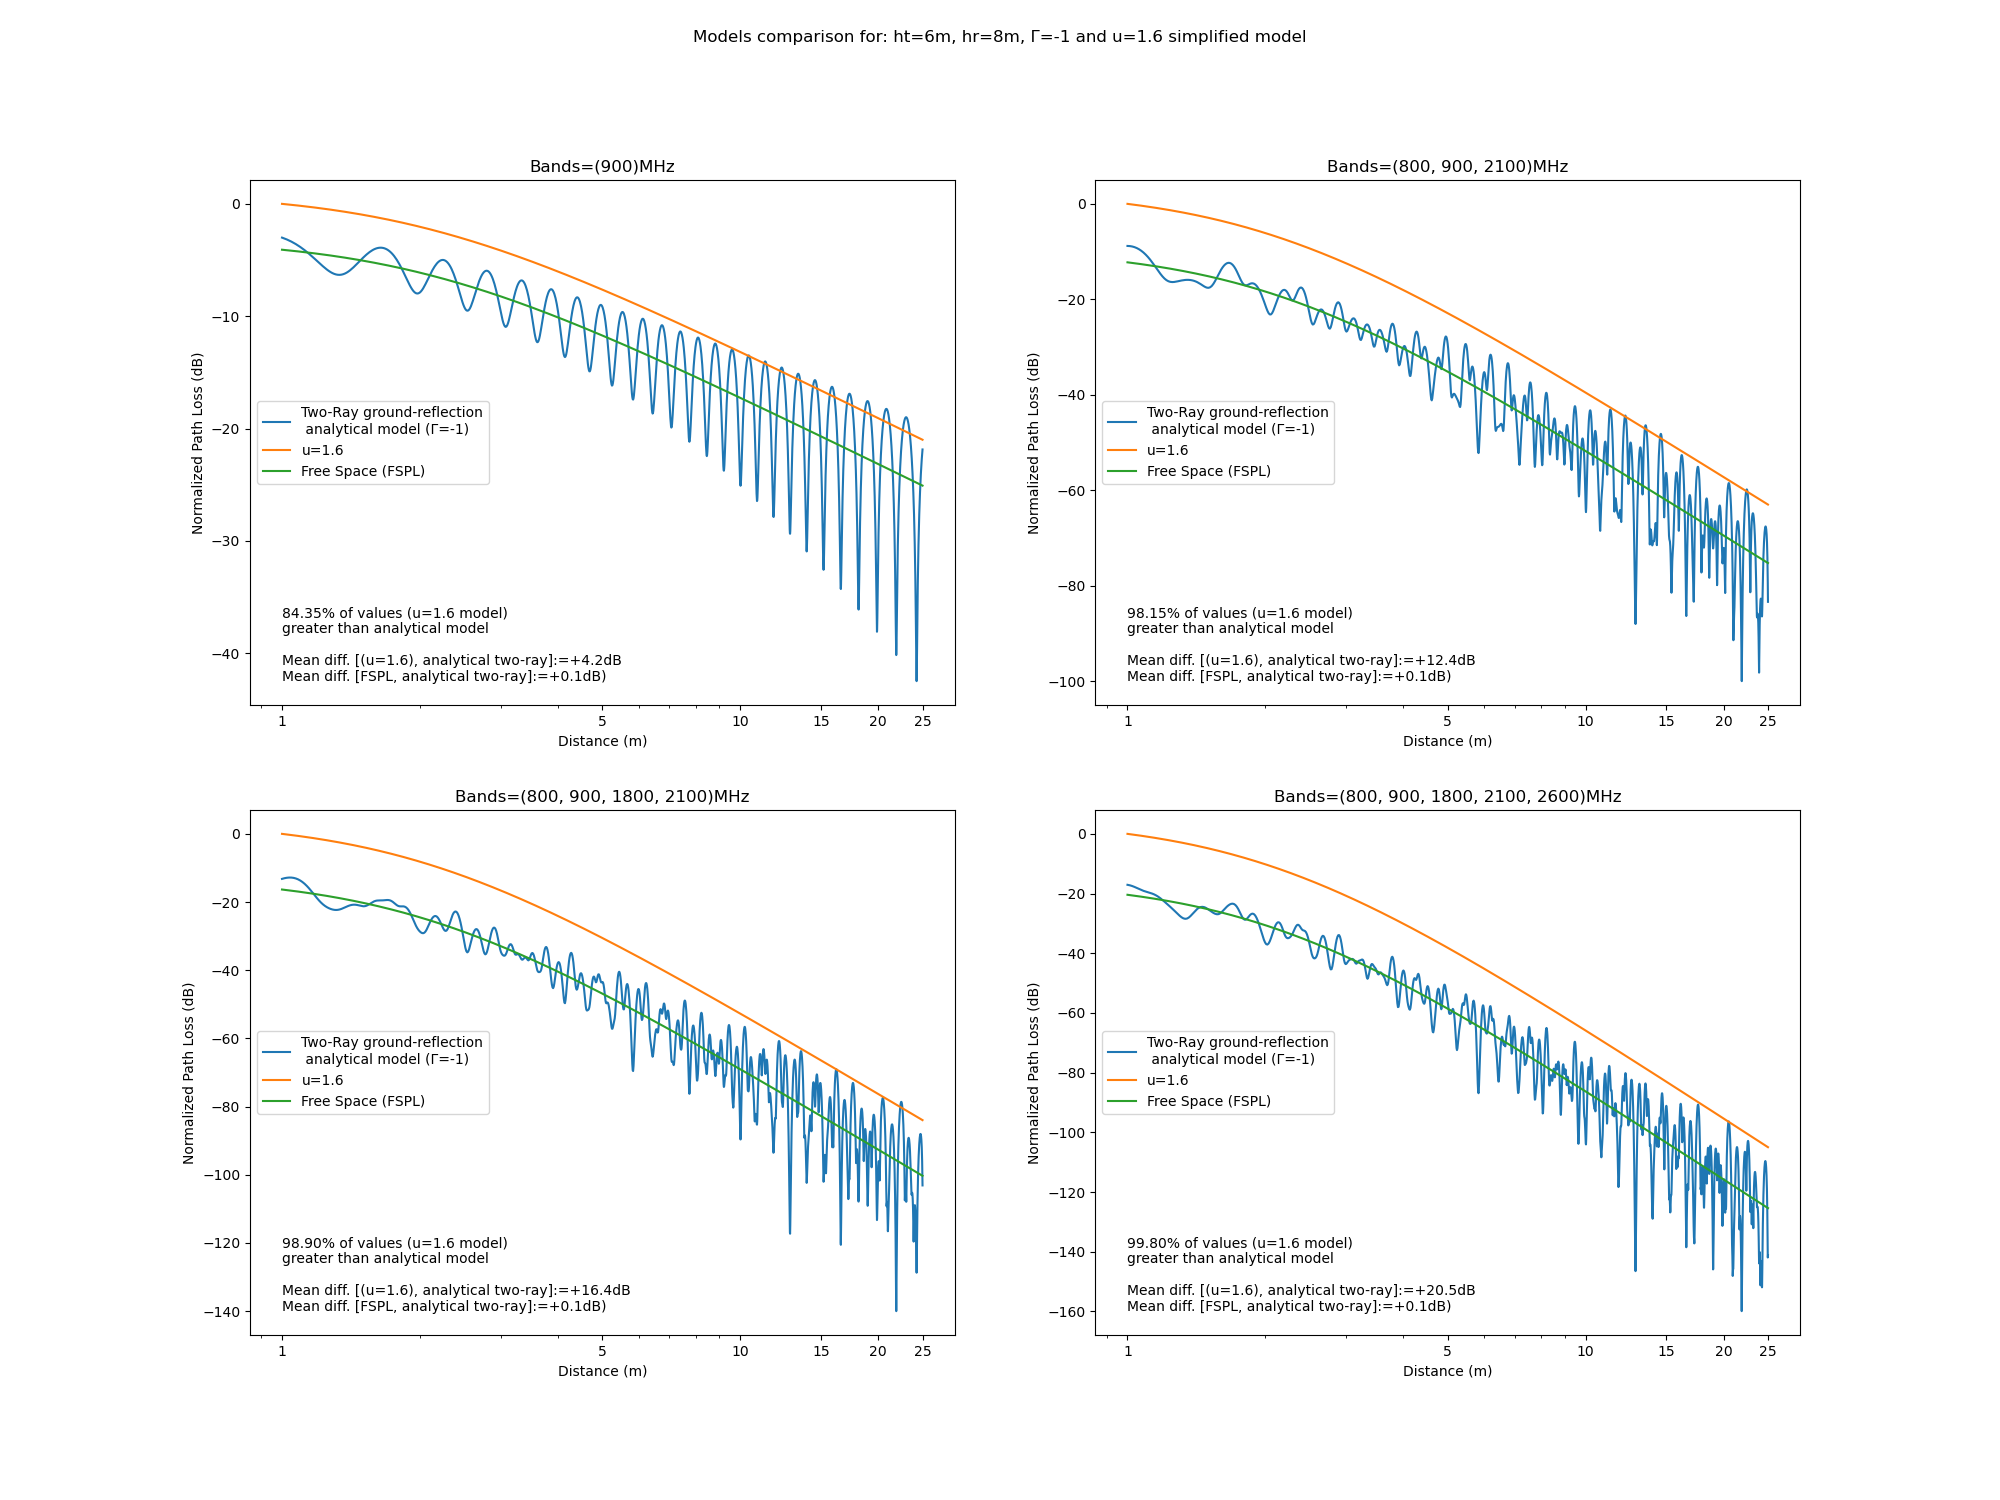 Models comparison for: ht=6m, hr=8m, Γ=-1 and u=1.6 simplified model
Bands=(900)MHz
Normalized Path Loss (dB)
0
−10
−20
−30
−40
Two-Ray ground-reflection
analytical model (Γ=-1)
u=1.6
Free Space (FSPL)
84.35% of values (u=1.6 model)
greater than analytical model
Mean diff. [(u=1.6), analytical two-ray]:=+4.2dB
Mean diff. [FSPL, analytical two-ray]:=+0.1dB)
1 5 10 15 20 25
Distance (m)
Bands=(800, 900, 2100)MHz
Normalized Path Loss (dB)
0
−20
−40
−60
−80
−100
Two-Ray ground-reflection
analytical model (Γ=-1)
u=1.6
Free Space (FSPL)
98.15% of values (u=1.6 model)
greater than analytical model
Mean diff. [(u=1.6), analytical two-ray]:=+12.4dB
Mean diff. [FSPL, analytical two-ray]:=+0.1dB)
1 5 10 15 20 25
Distance (m)
Bands=(800, 900, 1800, 2100)MHz
Normalized Path Loss (dB)
0
−20
−40
−60
−80
−100
−120
−140
Two-Ray ground-reflection
analytical model (Γ=-1)
u=1.6
Free Space (FSPL)
98.90% of values (u=1.6 model)
greater than analytical model
Mean diff. [(u=1.6), analytical two-ray]:=+16.4dB
Mean diff. [FSPL, analytical two-ray]:=+0.1dB)
1 5 10 15 20 25
Distance (m)
Bands=(800, 900, 1800, 2100, 2600)MHz
Normalized Path Loss (dB)
0
−20
−40
−60
−80
−100
−120
−140
−160
Two-Ray ground-reflection
analytical model (Γ=-1)
u=1.6
Free Space (FSPL)
99.80% of values (u=1.6 model)
greater than analytical model
Mean diff. [(u=1.6), analytical two-ray]:=+20.5dB
Mean diff. [FSPL, analytical two-ray]:=+0.1dB)
1 5 10 15 20 25
Distance (m)